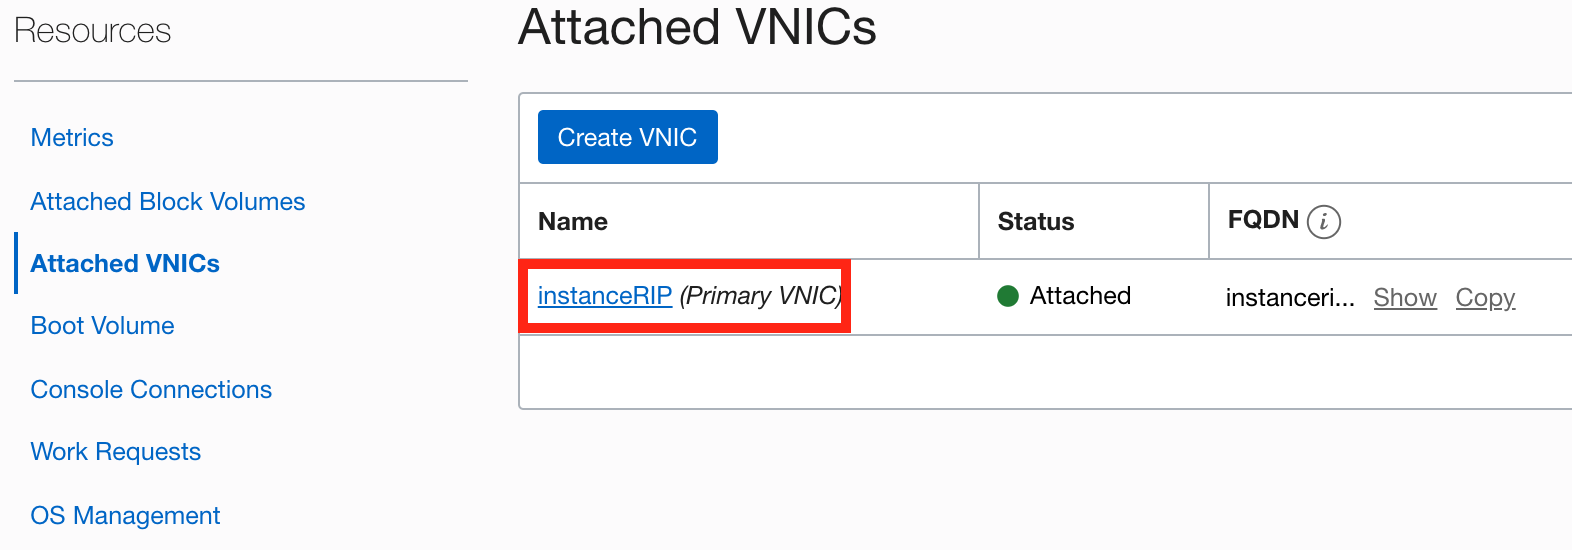 Resources
Metrics
Attached Block Volumes
Attached VNICs
Boot Volume
Console Connections
Work Requests
OS Management
Attached VNICs
Create VNIC
Name Status FQDN i
instanceRIP (Primary VNIC) Attached instanceri... Show Copy